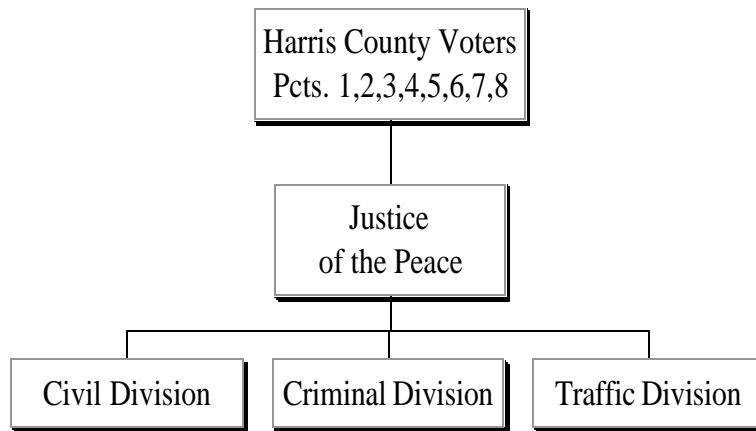 Harris County Voters
Pcts. 1,2,3,4,5,6,7,8
Justice
of the Peace
Civil Division
Criminal Division
Traffic Division